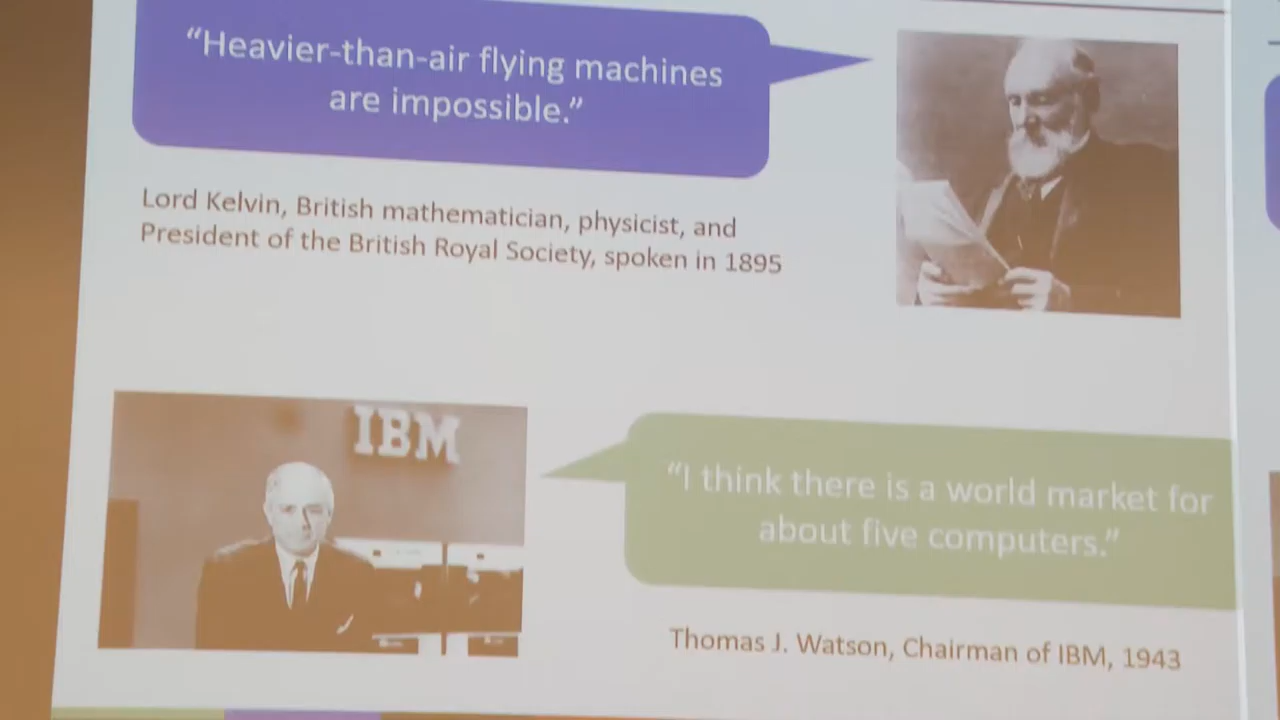 “Heavier-than-air flying machines
are impossible.”
Lord Kelvin, British mathematician, physicist, and
President of the British Royal Society, spoken in 1895
IBM
“I think there is a world market for
about five computers.”
Thomas J. Watson, Chairman of IBM, 1943